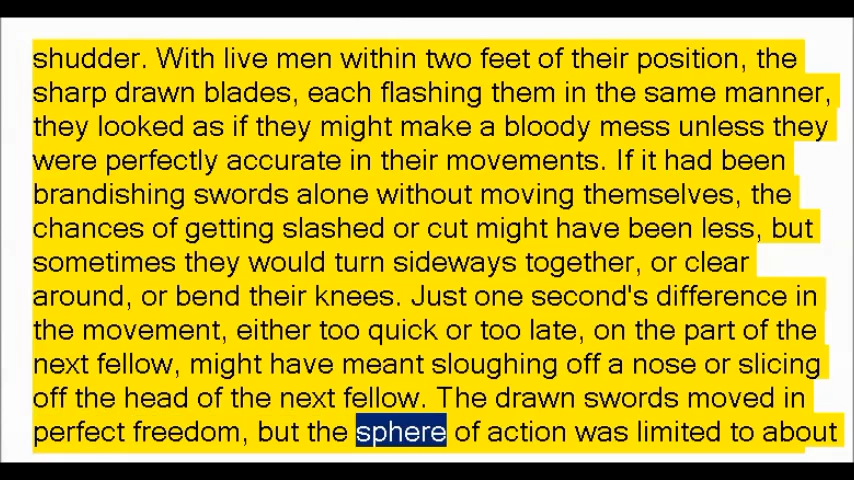 shudder. With live men within two feet of their position, the
sharp drawn blades, each flashing them in the same manner,
they looked as if they might make a bloody mess unless they
were perfectly accurate in their movements. If it had been
brandishing swords alone without moving themselves, the
chances of getting slashed or cut might have been less, but
sometimes they would turn sideways together, or clear
around, or bend their knees. Just one second's difference in
the movement, either too quick or too late, on the part of the
next fellow, might have meant sloughing off a nose or slicing
off the head of the next fellow. The drawn swords moved in
perfect freedom, but the sphere of action was limited to about